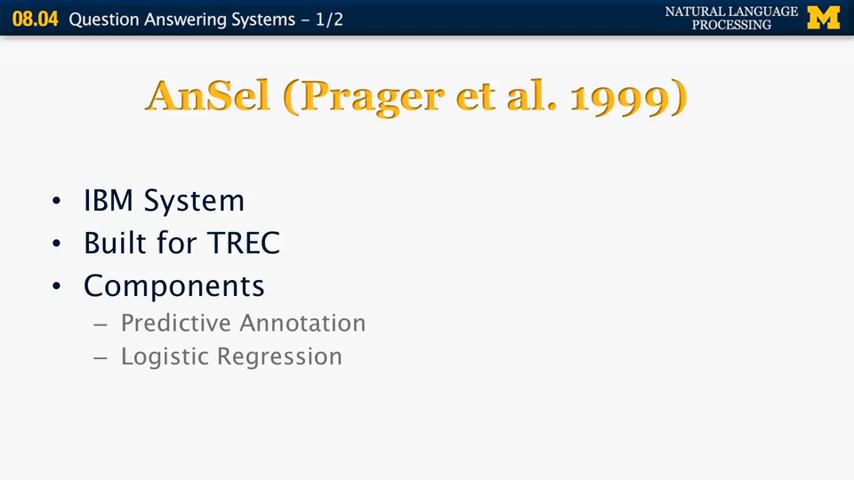 08.04 Question Answering Systems – 1/2
NATURAL LANGUAGE
PROCESSING
M
AnSel (Prager et al. 1999)
• IBM System
• Built for TREC
• Components
– Predictive Annotation
– Logistic Regression